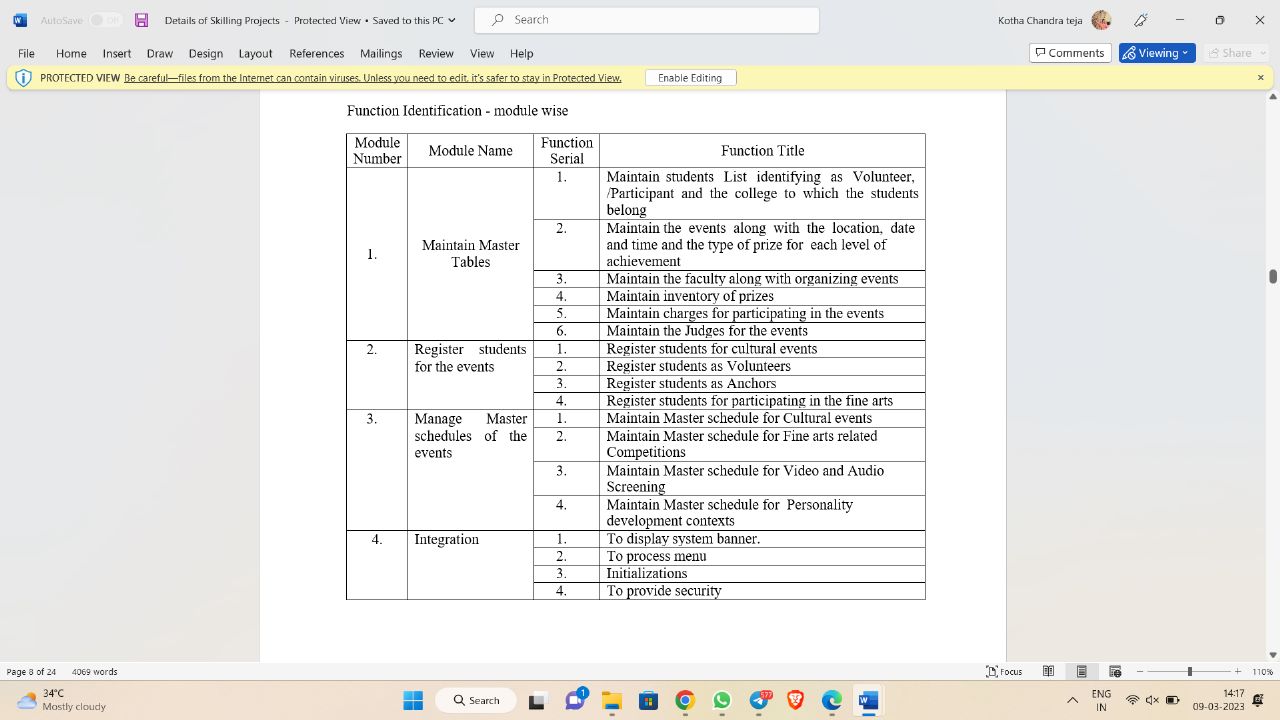 AutoSave Off Details of Skilling Projects - Protected View • Saved to this PC Search Kotha Chandra teja
File Home Insert Draw Design Layout References Mailings Review View Help Comments Viewing Share
PROTECTED VIEW Be careful—files from the Internet can contain viruses. Unless you need to edit, it's safer to stay in Protected View. Enable Editing
Function Identification - module wise
Module Number Module Name Function Serial Function Title
1. Maintain Master Tables
1. Maintain students List identifying as Volunteer,
/Participant and the college to which the students
belong
2. Maintain the events along with the location, date
and time and the type of prize for each level of
achievement
3. Maintain the faculty along with organizing events
4. Maintain inventory of prizes
5. Maintain charges for participating in the events
6. Maintain the Judges for the events
2. Register students for the events
1. Register students for cultural events
2. Register students as Volunteers
3. Register students as Anchors
4. Register students for participating in the fine arts
3. Manage Master schedules of the events
1. Maintain Master schedule for Cultural events
2. Maintain Master schedule for Fine arts related
Competitions
3. Maintain Master schedule for Video and Audio
Screening
4. Maintain Master schedule for Personality
development contexts
4. Integration
1. To display system banner.
2. To process menu
3. Initializations
4. To provide security
Page 8 of 24 4069 words Focus 110%
34°C
Mostly cloudy
Search
1
577
ENG
IN
14:17
09-03-2023